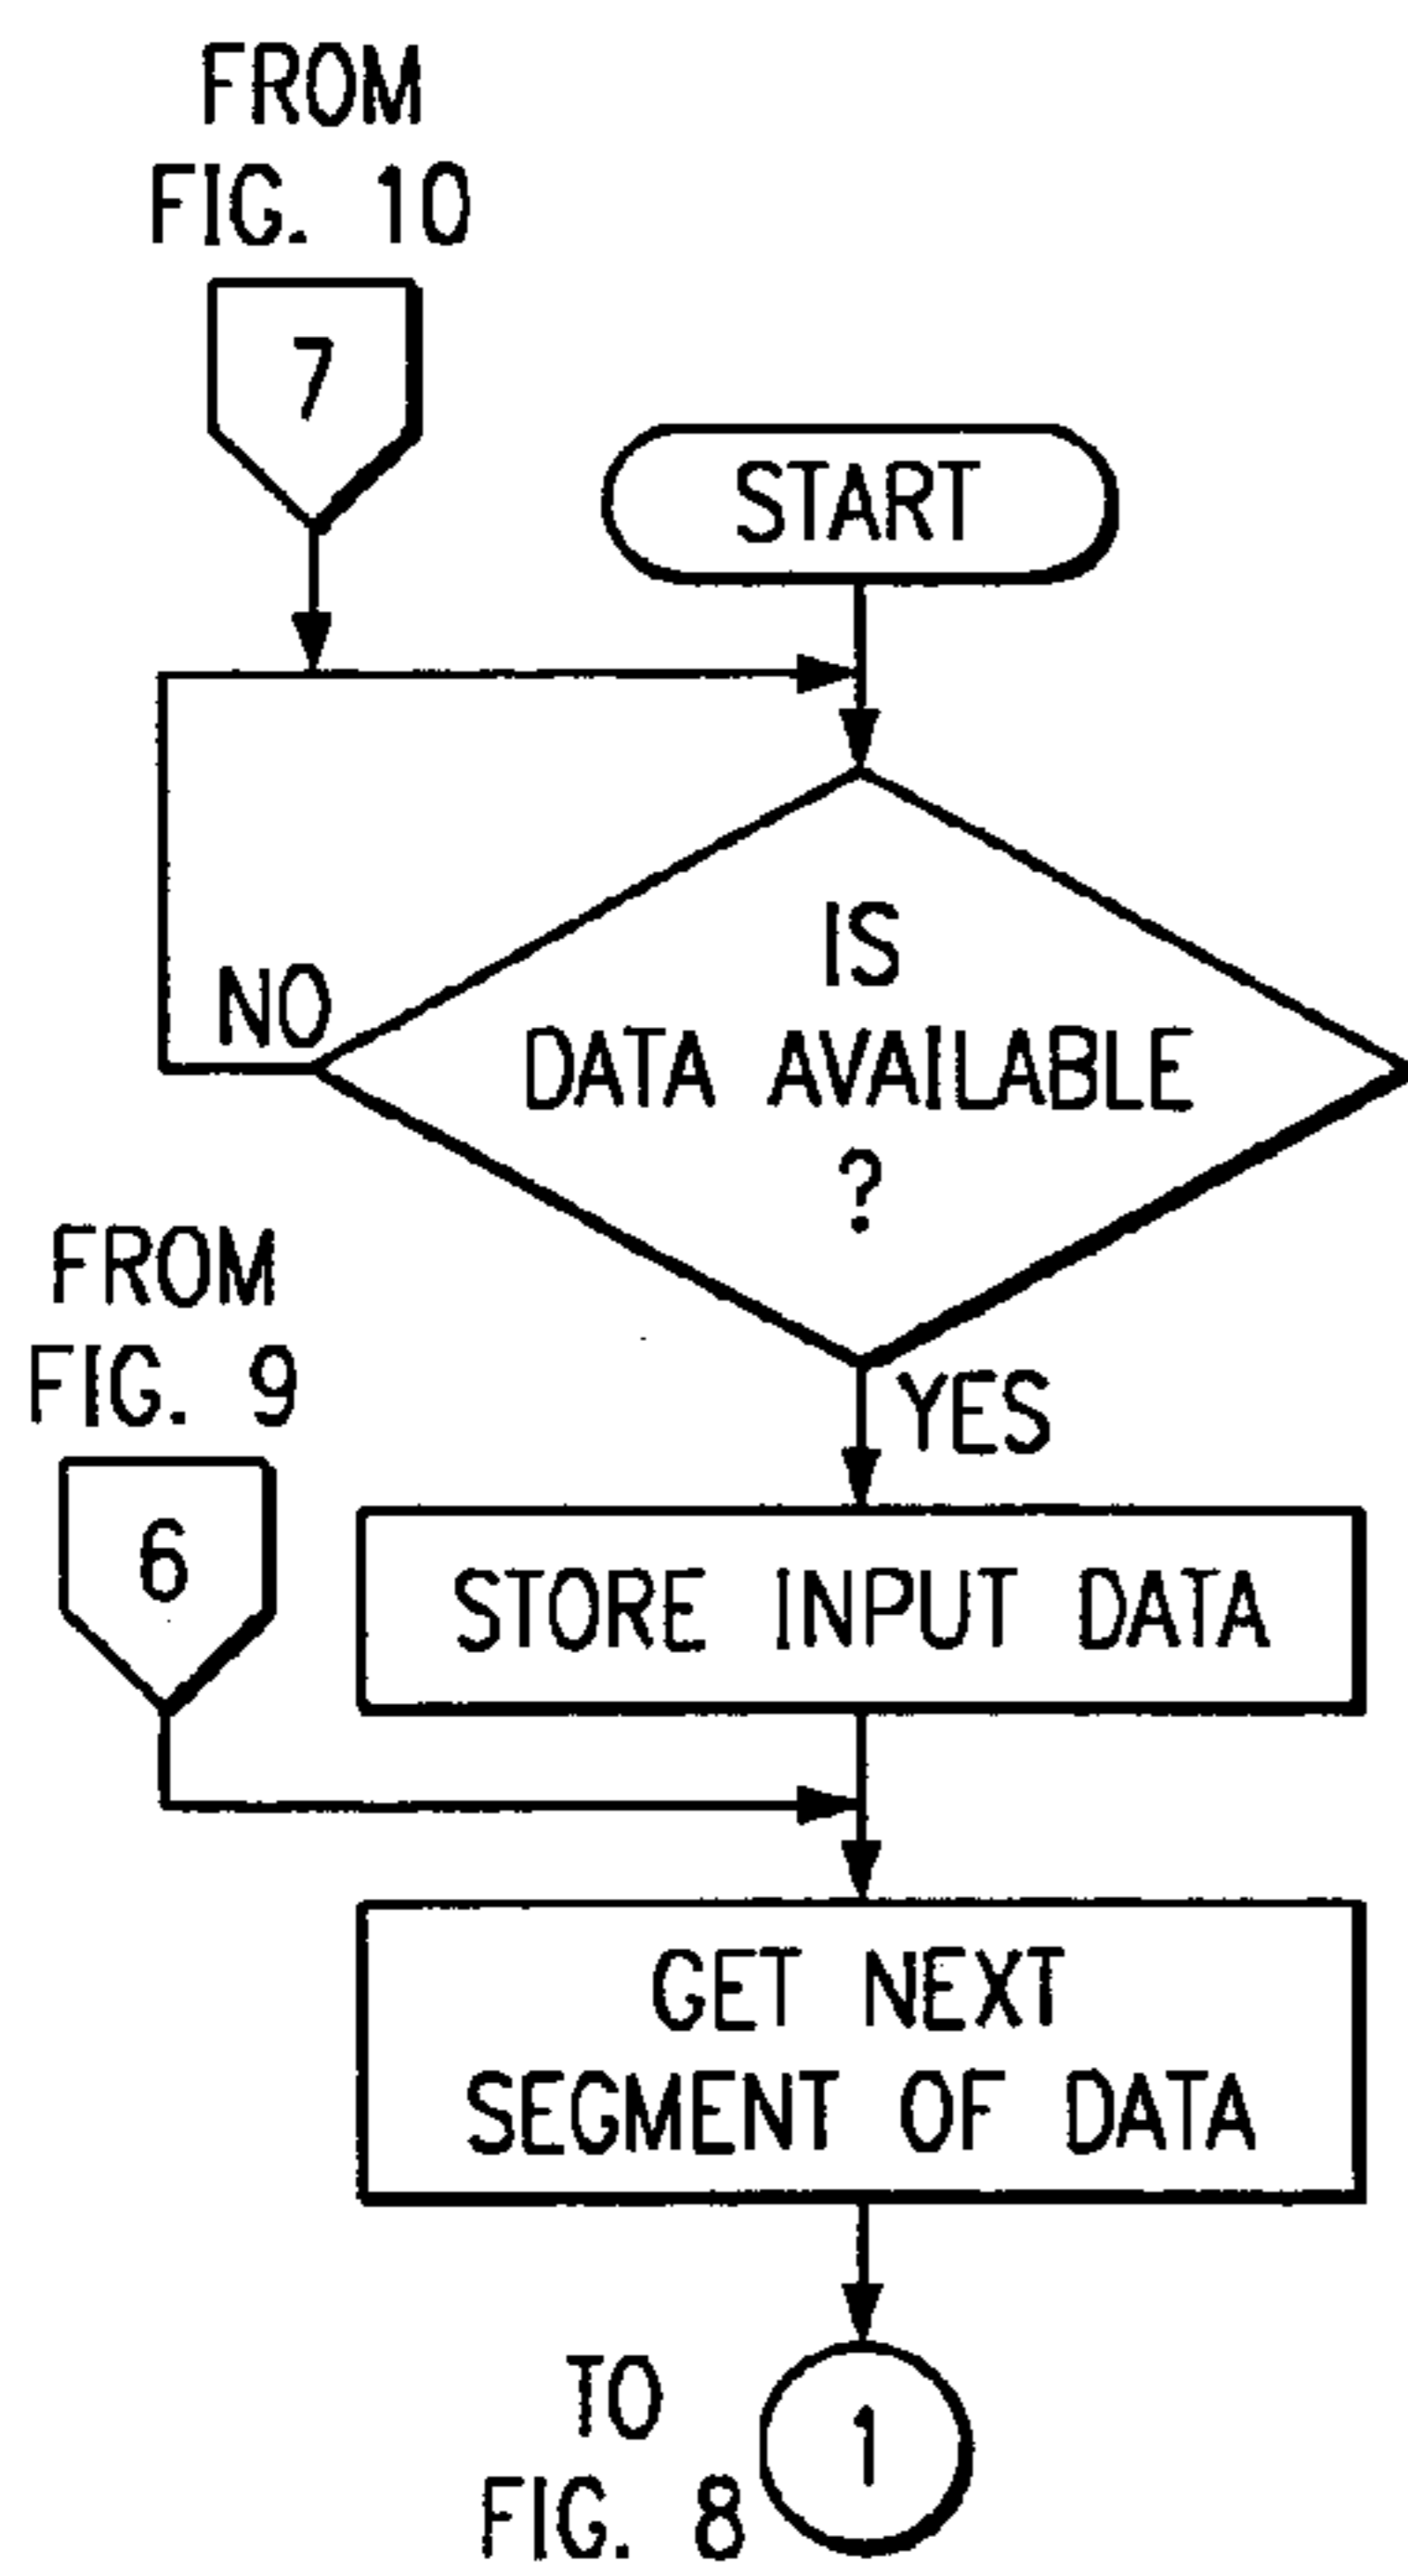 FROM
FIG. 10
7
START
IS
DATA AVAILABLE
?
NO
YES
FROM
FIG. 9
6
STORE INPUT DATA
GET NEXT
SEGMENT OF DATA
TO
FIG. 8
1